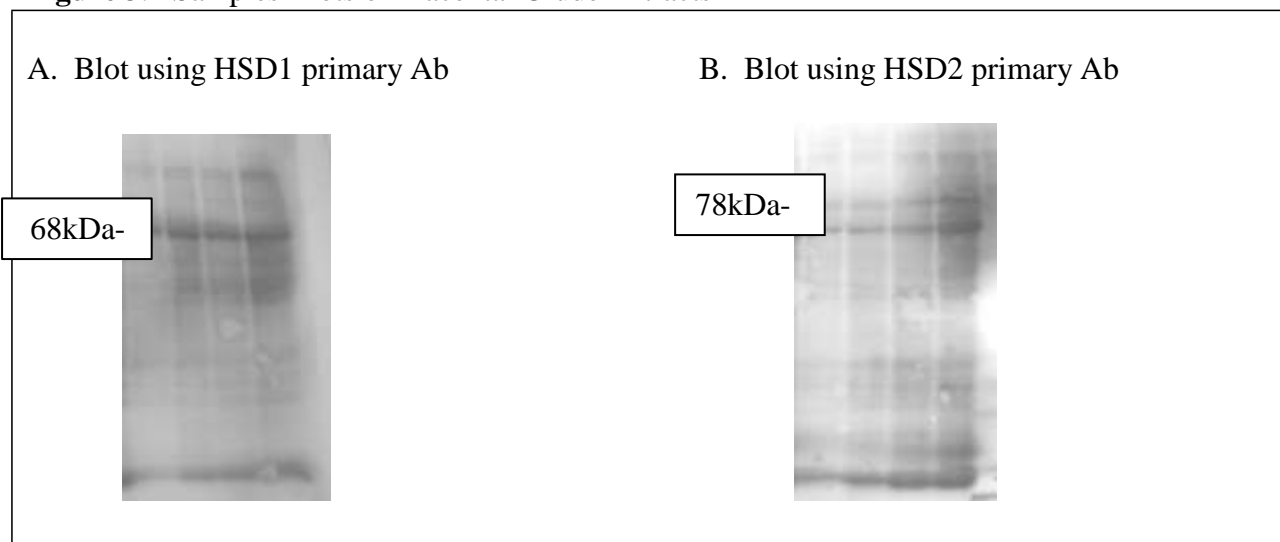 A. Blot using HSD1 primary Ab
B. Blot using HSD2 primary Ab
68kDa-
78kDa-